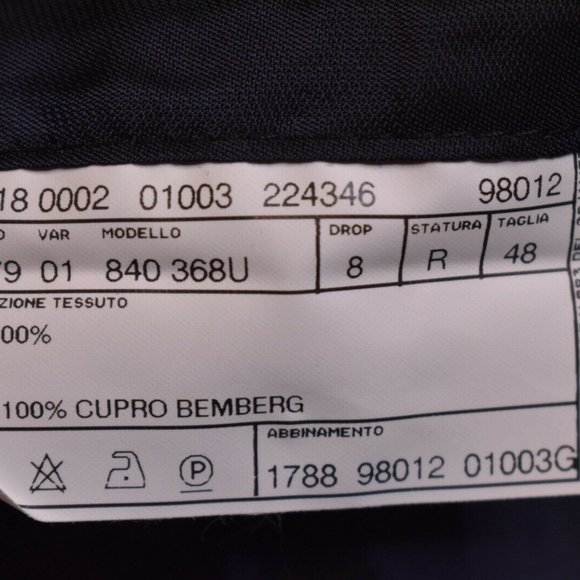 18 0002 01003 224346 98012
VAR MODELLO DROP STATURA TAGLIA
79 01 840 368U 8 R 48
ZIONE TESSUTO
00%
100% CUPRO BEMBERG
ABBINAMENTO
P 1788 98012 01003G